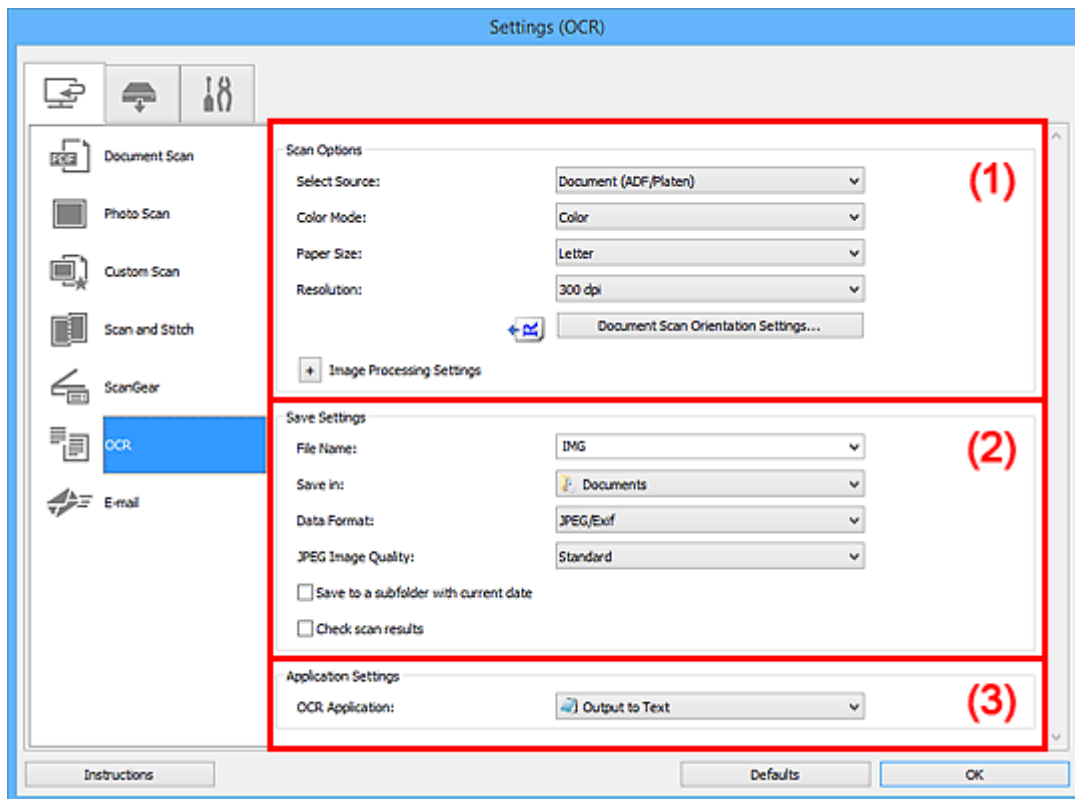 Settings (OCR)
Document Scan
Photo Scan
Custom Scan
Scan and Stitch
ScanGear
OCR
E-mail
Scan Options
(1)
Select Source: Document (ADF/Platen)
Color Mode: Color
Paper Size: Letter
Resolution: 300 dpi
Document Scan Orientation Settings...
+ Image Processing Settings
Save Settings
(2)
File Name: IMG
Save in: Documents
Data Format: JPEG/Exif
JPEG Image Quality: Standard
Save to a subfolder with current date
Check scan results
Application Settings
(3)
OCR Application: Output to Text
Instructions Defaults OK